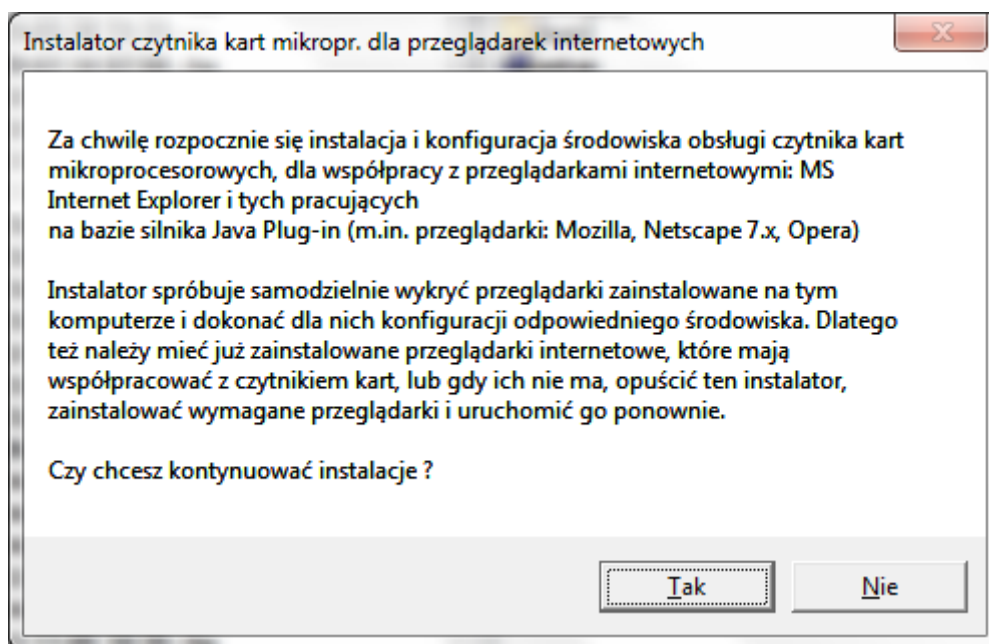 Instalator czytnika kart mikropr. dla przeglądarek internetowych
Za chwilę rozpocznie się instalacja i konfiguracja środowiska obsługi czytnika kart
mikroprocesorowych, dla współpracy z przeglądarkami internetowymi: MS
Internet Explorer i tych pracujących
na bazie silnika Java Plug-in (m.in. przeglądarki: Mozilla, Netscape 7.x, Opera)
Instalator spróbuje samodzielnie wykryć przeglądarki zainstalowane na tym
komputerze i dokonać dla nich konfiguracji odpowiedniego środowiska. Dlatego
też należy mieć już zainstalowane przeglądarki internetowe, które mają
współpracować z czytnikiem kart, lub gdy ich nie ma, opuścić ten instalator,
zainstalować wymagane przeglądarki i uruchomić go ponownie.
Czy chcesz kontynuować instalacje ?
Tak Nie